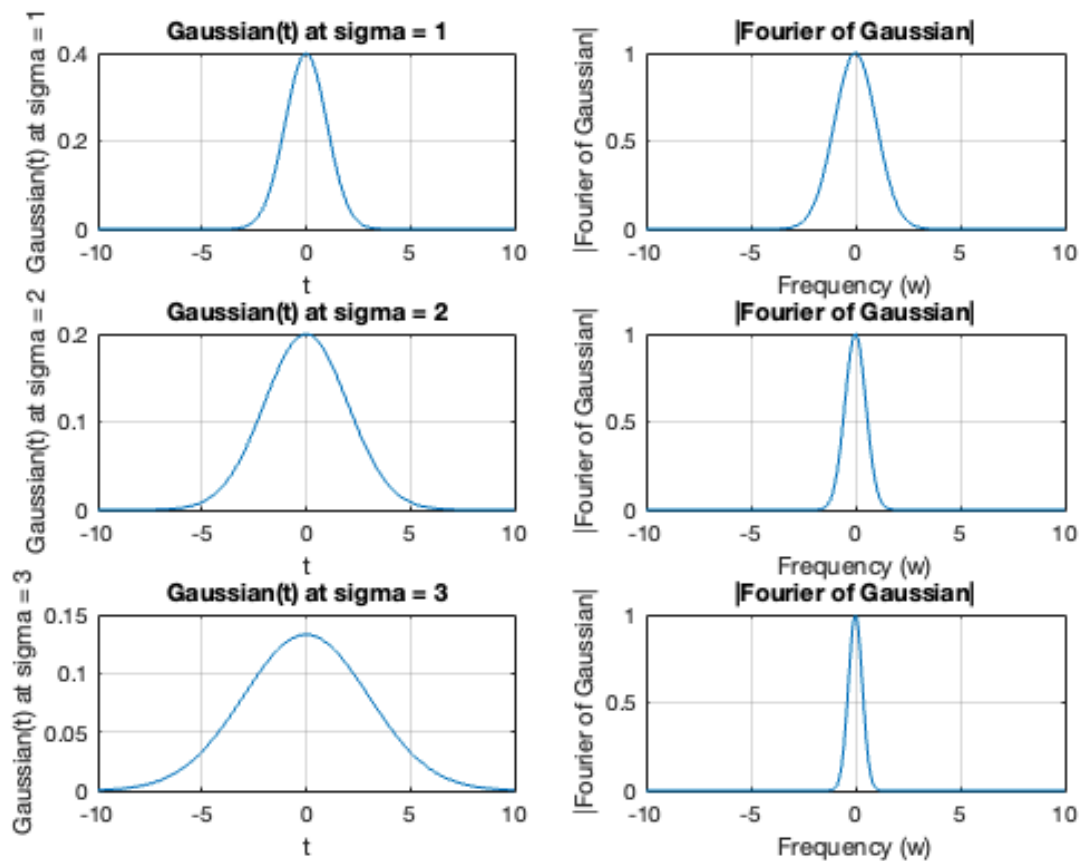 Gaussian(t) at sigma = 1
Gaussian(t) at sigma = 1
0.4
0.2
0
-10 -5 0 5 10
t
|Fourier of Gaussian|
|Fourier of Gaussian|
1
0.5
0
-10 -5 0 5 10
Frequency (w)
Gaussian(t) at sigma = 2
Gaussian(t) at sigma = 2
0.2
0.1
0
-10 -5 0 5 10
t
|Fourier of Gaussian|
|Fourier of Gaussian|
1
0.5
0
-10 -5 0 5 10
Frequency (w)
Gaussian(t) at sigma = 3
Gaussian(t) at sigma = 3
0.15
0.1
0.05
0
-10 -5 0 5 10
t
|Fourier of Gaussian|
|Fourier of Gaussian|
1
0.5
0
-10 -5 0 5 10
Frequency (w)